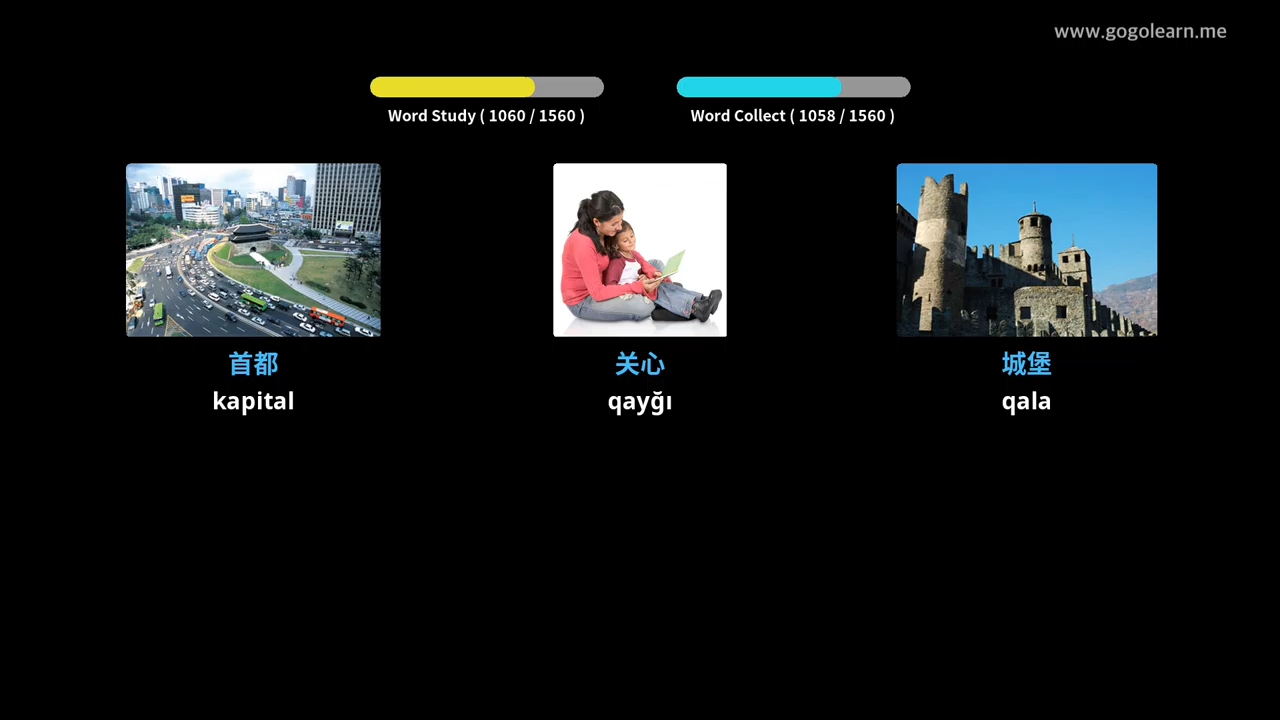 www.gogolearn.me
Word Study ( 1060 / 1560 )
Word Collect ( 1058 / 1560 )
首都
关心
城堡
kapital
qayğı
qala